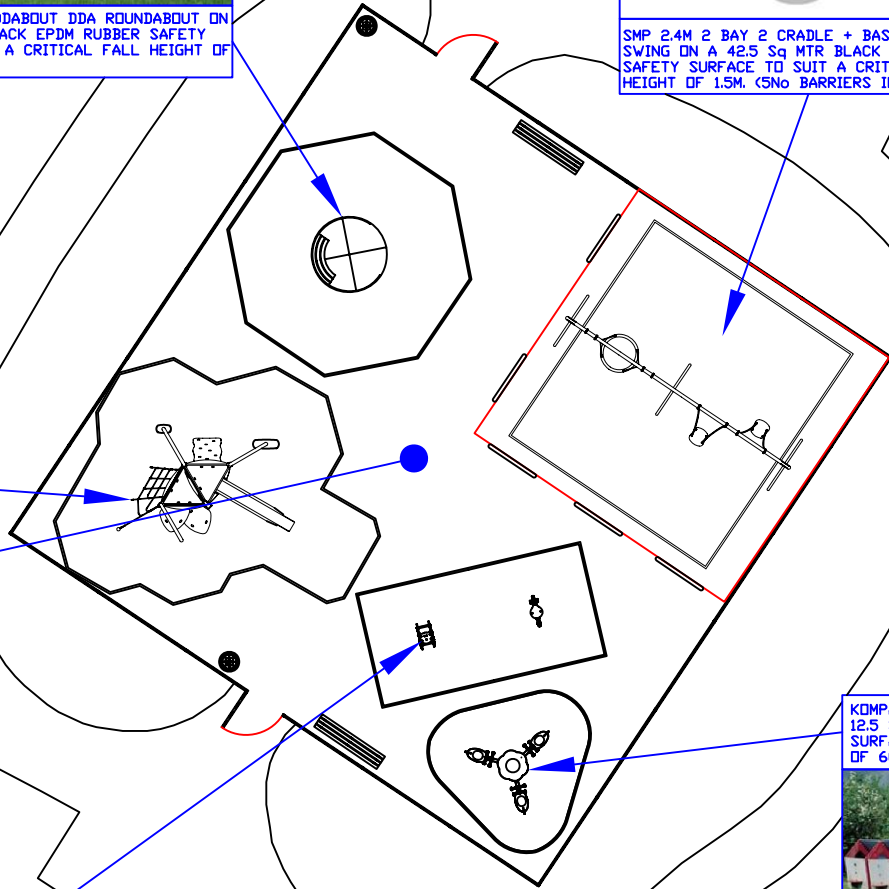 DDABOUT DDA ROUNDABOUT ON
ACK EPDM RUBBER SAFETY
A CRITICAL FALL HEIGHT OF
SMP 2.4M 2 BAY 2 CRADLE + BAS
SWING ON A 42.5 Sq MTR BLACK
SAFETY SURFACE TO SUIT A CRIT
HEIGHT OF 1.5M. (5No BARRIERS I
KOMP
12.5
SURF
OF 6